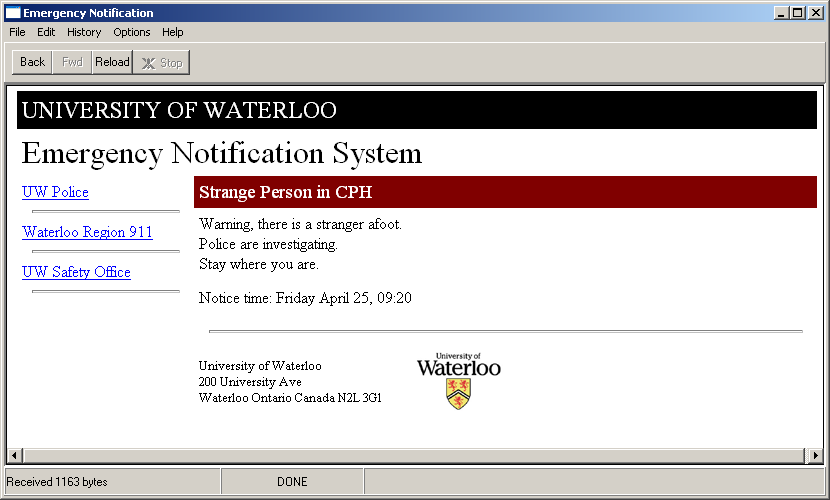 Emergency Notification
File Edit History Options Help
Back Fwd Reload Stop
UNIVERSITY OF WATERLOO
Emergency Notification System
UW Police
Waterloo Region 911
UW Safety Office
Strange Person in CPH
Warning, there is a stranger afoot.
Police are investigating.
Stay where you are.
Notice time: Friday April 25, 09:20
University of Waterloo
200 University Ave
Waterloo Ontario Canada N2L 3G1
University of
Waterloo
Received 1163 bytes DONE